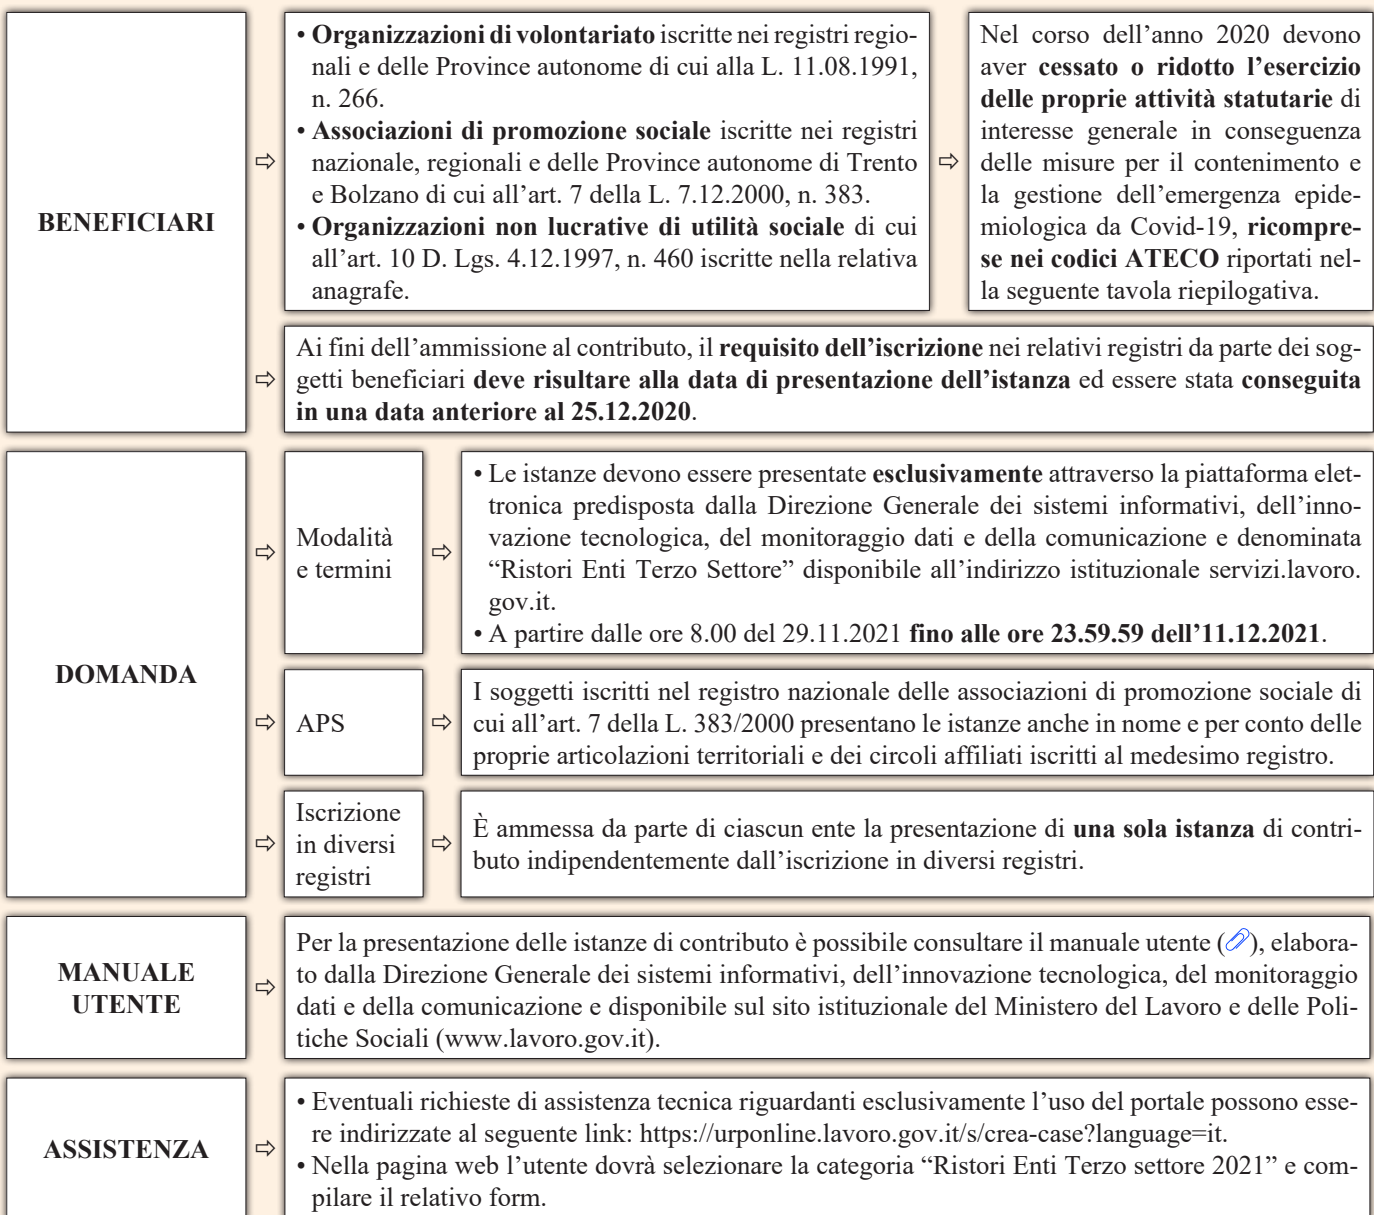 BENEFICIARI
• Organizzazioni di volontariato iscritte nei registri regio-
nali e delle Province autonome di cui alla L. 11.08.1991,
n. 266.
• Associazioni di promozione sociale iscritte nei registri
nazionale, regionali e delle Province autonome di Trento
e Bolzano di cui all’art. 7 della L. 7.12.2000, n. 383.
• Organizzazioni non lucrative di utilità sociale di cui
all’art. 10 D. Lgs. 4.12.1997, n. 460 iscritte nella relativa
anagrafe.
Nel corso dell’anno 2020 devono
aver cessato o ridotto l’esercizio
delle proprie attività statutarie di
interesse generale in conseguenza
delle misure per il contenimento e
la gestione dell’emergenza epide-
miologica da Covid-19, ricompre-
se nei codici ATECO riportati nel-
la seguente tavola riepilogativa.
Ai fini dell’ammissione al contributo, il requisito dell’iscrizione nei relativi registri da parte dei sog-
getti beneficiari deve risultare alla data di presentazione dell’istanza ed essere stata conseguita
in una data anteriore al 25.12.2020.
DOMANDA
Modalità
e termini
• Le istanze devono essere presentate esclusivamente attraverso la piattaforma elet-
tronica predisposta dalla Direzione Generale dei sistemi informativi, dell’inno-
vazione tecnologica, del monitoraggio dati e della comunicazione e denominata
“Ristori Enti Terzo Settore” disponibile all’indirizzo istituzionale servizi.lavoro.
gov.it.
• A partire dalle ore 8.00 del 29.11.2021 fino alle ore 23.59.59 dell’11.12.2021.
APS
I soggetti iscritti nel registro nazionale delle associazioni di promozione sociale di
cui all’art. 7 della L. 383/2000 presentano le istanze anche in nome e per conto delle
proprie articolazioni territoriali e dei circoli affiliati iscritti al medesimo registro.
Iscrizione
in diversi
registri
È ammessa da parte di ciascun ente la presentazione di una sola istanza di contri-
buto indipendentemente dall’iscrizione in diversi registri.
MANUALE
UTENTE
Per la presentazione delle istanze di contributo è possibile consultare il manuale utente (), elabora-
to dalla Direzione Generale dei sistemi informativi, dell’innovazione tecnologica, del monitoraggio
dati e della comunicazione e disponibile sul sito istituzionale del Ministero del Lavoro e delle Poli-
tiche Sociali (www.lavoro.gov.it).
ASSISTENZA
• Eventuali richieste di assistenza tecnica riguardanti esclusivamente l’uso del portale possono esse-
re indirizzate al seguente link: https://urponline.lavoro.gov.it/s/crea-case?language=it.
• Nella pagina web l’utente dovrà selezionare la categoria “Ristori Enti Terzo settore 2021” e com-
pilare il relativo form.